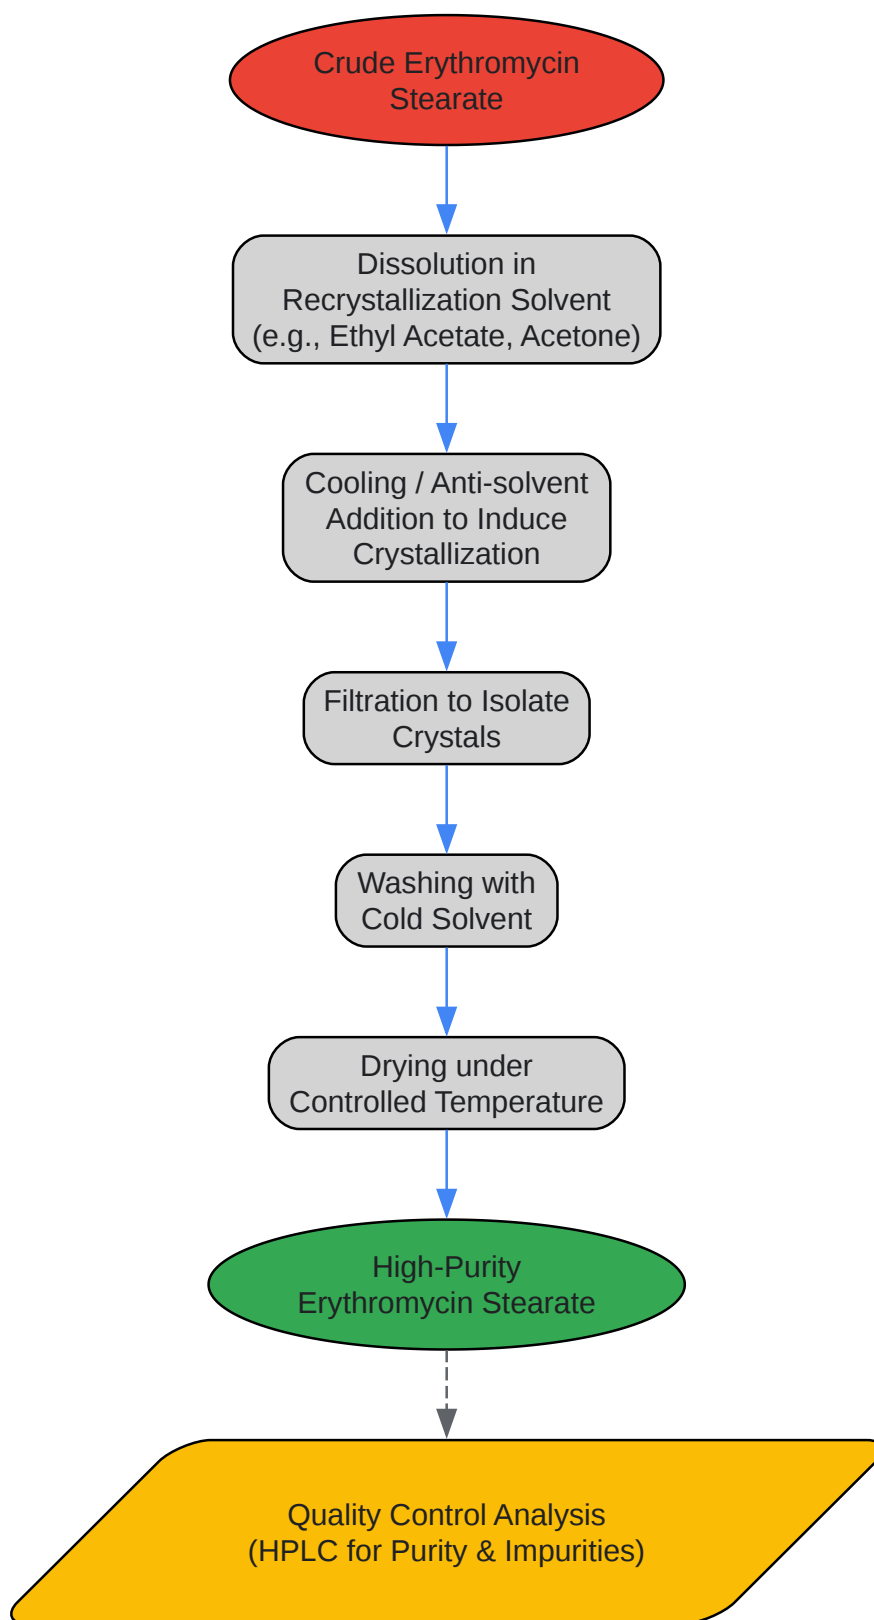 Crude Erythromycin
Stearate
Dissolution in
Recrystallization Solvent
(e.g., Ethyl Acetate, Acetone)
Cooling / Anti-solvent
Addition to Induce
Crystallization
Filtration to Isolate
Crystals
Washing with
Cold Solvent
Drying under
Controlled Temperature
High-Purity
Erythromycin Stearate
Quality Control Analysis
(HPLC for Purity & Impurities)